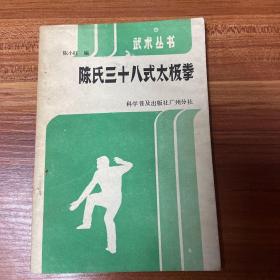 武术丛书
陈小旺 编
陈氏三十八式太极拳
科学普及出版社广州分社